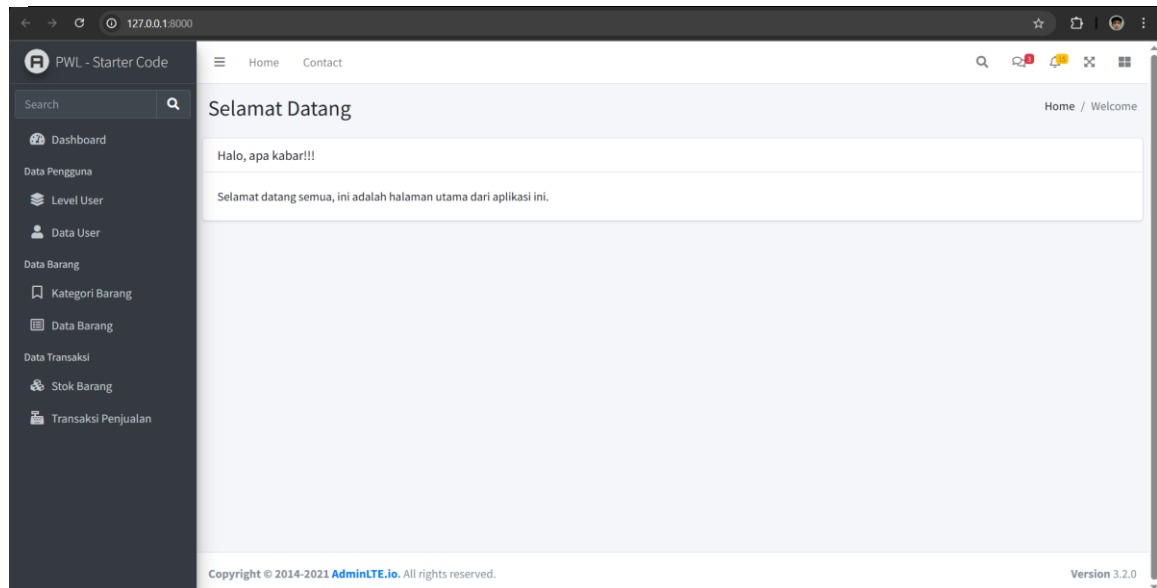 127.0.0.1:8000
PWL - Starter Code
Home Contact
3
15
Search
Selamat Datang
Home / Welcome
Dashboard
Halo, apa kabar!!!
Data Pengguna
Selamat datang semua, ini adalah halaman utama dari aplikasi ini.
Level User
Data User
Data Barang
Kategori Barang
Data Barang
Data Transaksi
Stok Barang
Transaksi Penjualan
Copyright © 2014-2021 AdminLTE.io. All rights reserved.
Version 3.2.0